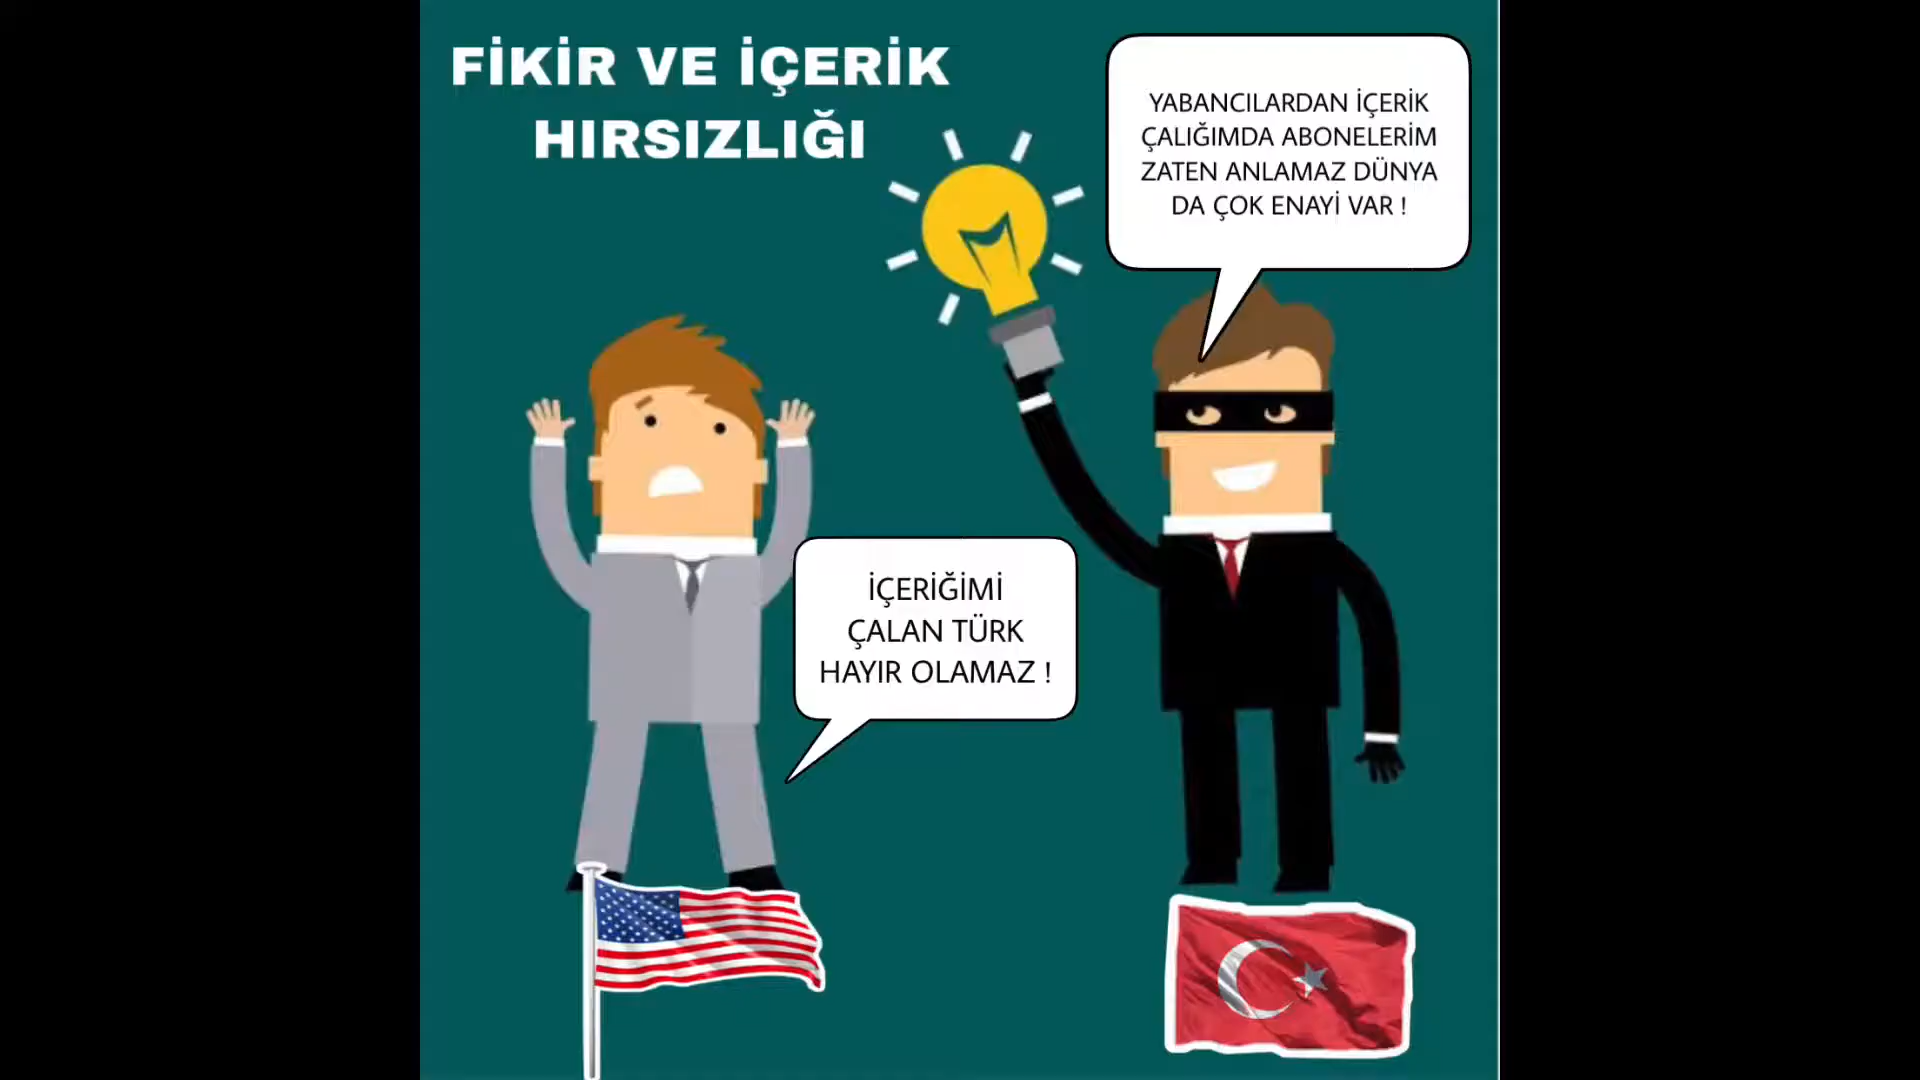 FİKİR VE İÇERİK
HIRSIZLIĞI
YABANCILARDAN İÇERİK
ÇALIĞIMDA ABONELERİM
ZATEN ANLAMAZ DÜNYA
DA ÇOK ENAYİ VAR !
İÇERİĞİMİ
ÇALAN TÜRK
HAYIR OLAMAZ !